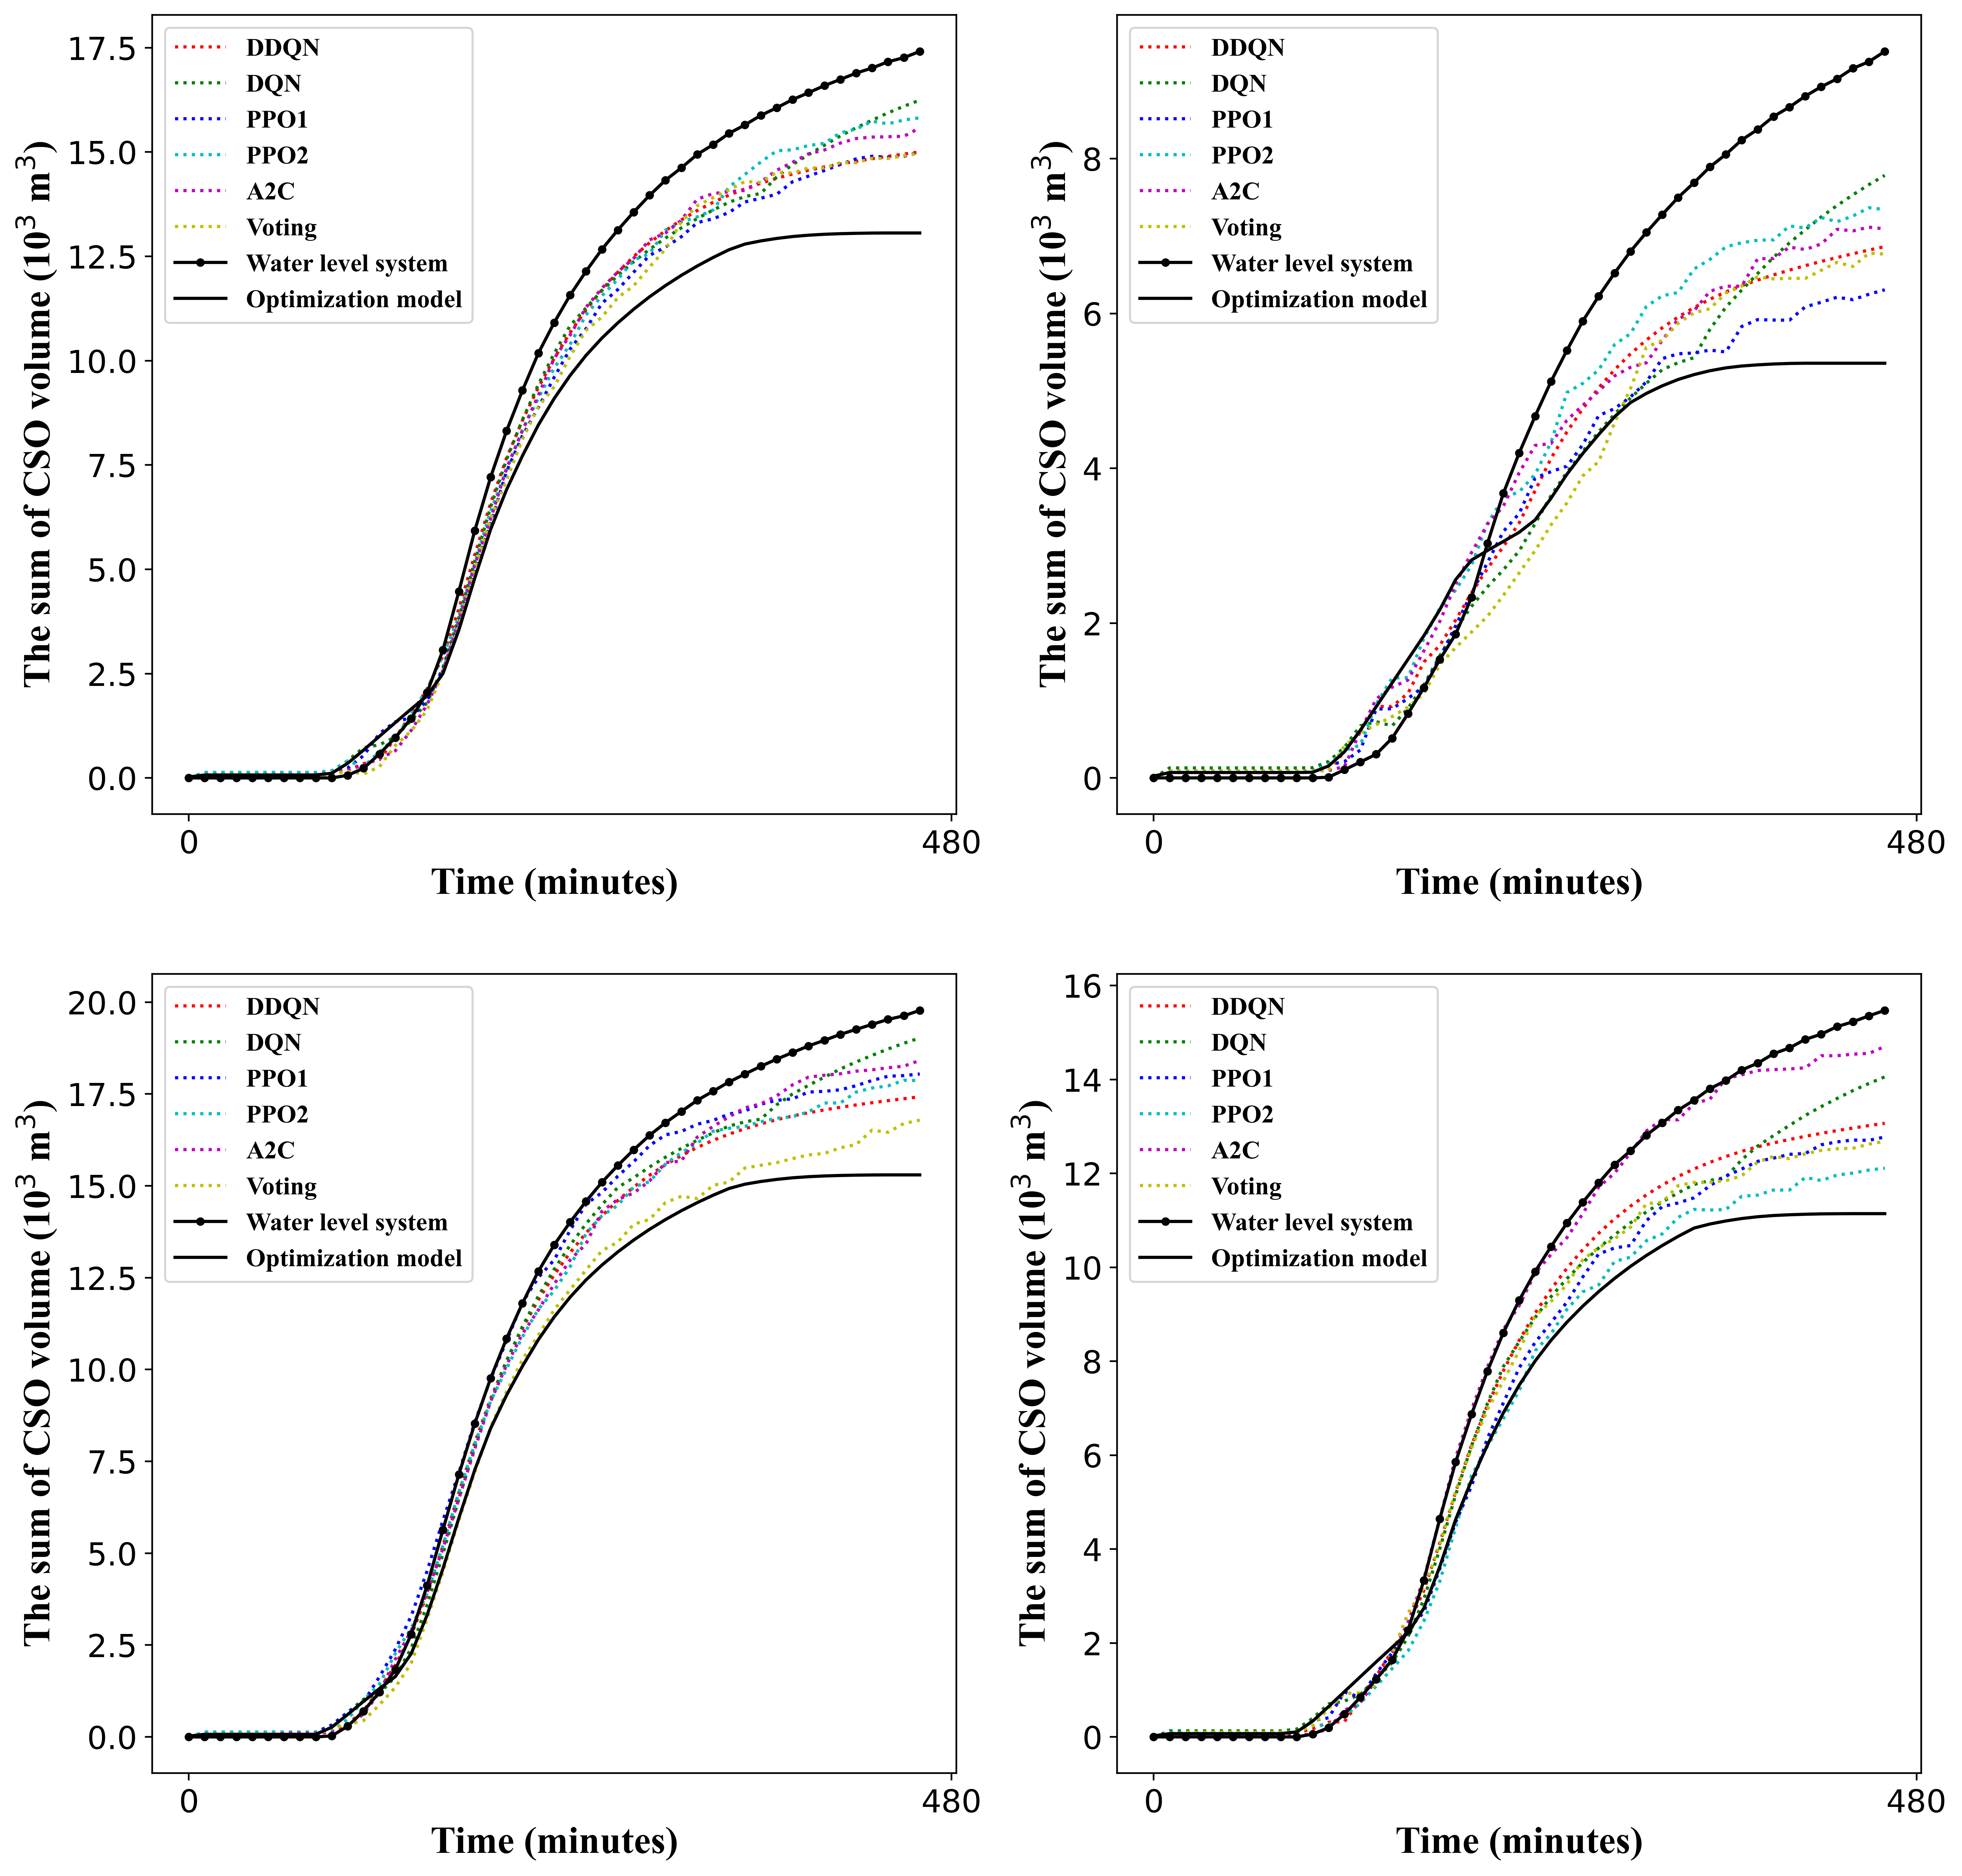 17.5
15.0
12.5
10.0
7.5
5.0
2.5
0.0
The sum of CSO volume (10³ m³)
DDQN
DQN
PPO1
PPO2
A2C
Voting
Water level system
Optimization model
0
480
Time (minutes)
8
6
4
2
0
The sum of CSO volume (10³ m³)
DDQN
DQN
PPO1
PPO2
A2C
Voting
Water level system
Optimization model
0
480
Time (minutes)
20.0
17.5
15.0
12.5
10.0
7.5
5.0
2.5
0.0
The sum of CSO volume (10³ m³)
DDQN
DQN
PPO1
PPO2
A2C
Voting
Water level system
Optimization model
0
480
Time (minutes)
16
14
12
10
8
6
4
2
0
The sum of CSO volume (10³ m³)
DDQN
DQN
PPO1
PPO2
A2C
Voting
Water level system
Optimization model
0
480
Time (minutes)